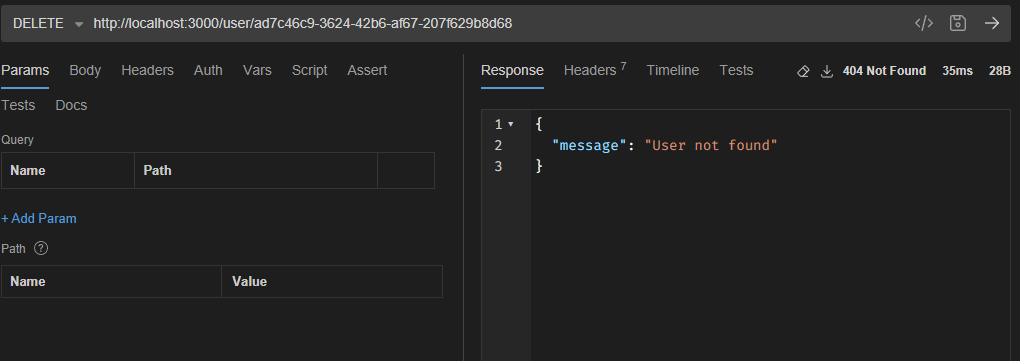 DELETE http://localhost:3000/user/ad7c46c9-3624-42b6-af67-207f629b8d68 </>
Params Body Headers Auth Vars Script Assert
Tests Docs
Query
Name Path
+ Add Param
Path ?
Name Value
Response Headers 7 Timeline Tests 404 Not Found 35ms 28B
1 {
2 "message": "User not found"
3 }